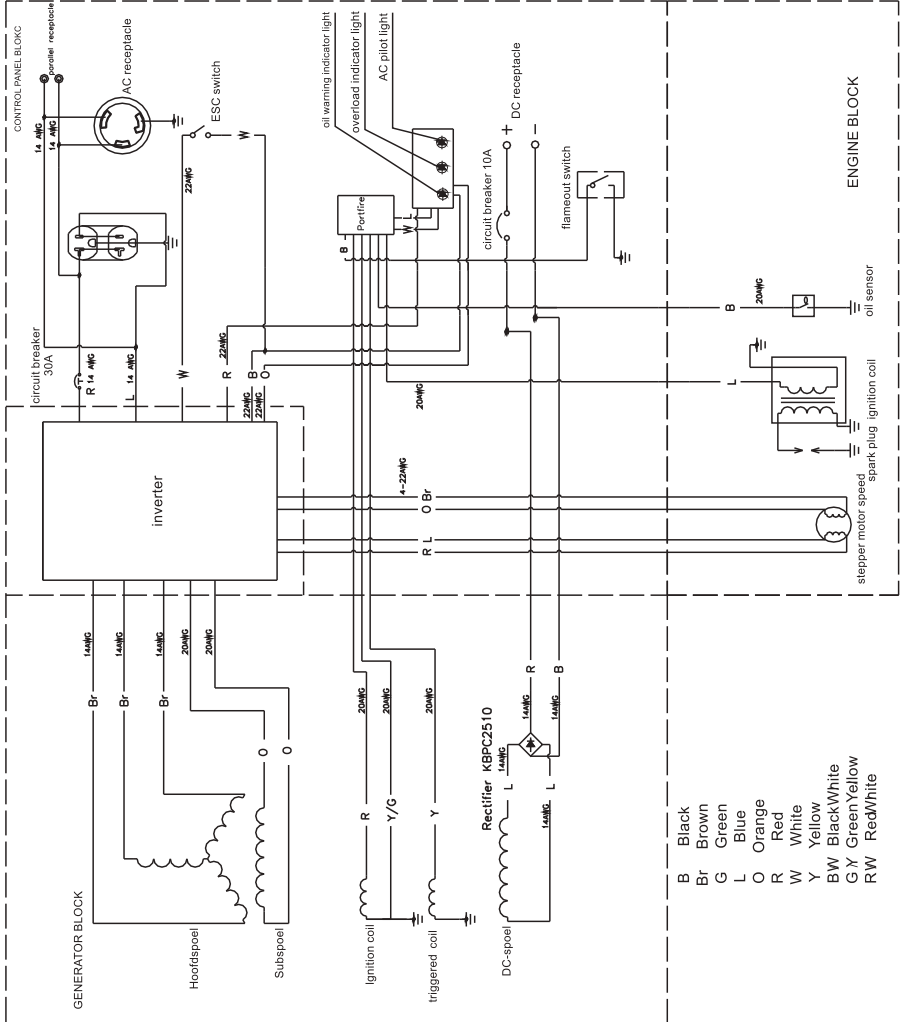 CONTROL PANEL BLOKC
parollel receptocle
14 AWG
14 AWG
AC receptacle
ESC switch
W
22AWG
oil warning indicator light
overload indicator light
AC pilot light
Portfire
L
W
B
DC receptacle
+
−
circuit breaker 10A
flameout switch
ENGINE BLOCK
B
20AWG
oil sensor
L
20AWG
spark plug ignition coil
circuit breaker
30A
R 14 AWG
L 14 AWG
W
R
22AWG
B
22AWG
O
22AWG
inverter
4-22AWG
O Br
R L
stepper motor speed
14AWG
14AWG
14AWG
20AWG
20AWG
Br
Br
Br
O
O
GENERATOR BLOCK
Hoofdspoel
Subspoel
20AWG
20AWG
R
Y/G
Y
Ignition coil
triggered coil
R
B
14AWG
14AWG
Rectifier KBPC2510
14AWG
L
L
14AWG
DC-spoel
B Black
Br Brown
G Green
L Blue
O Orange
R Red
W White
Y Yellow
BW BlackWhite
GY GreenYellow
RW RedWhite